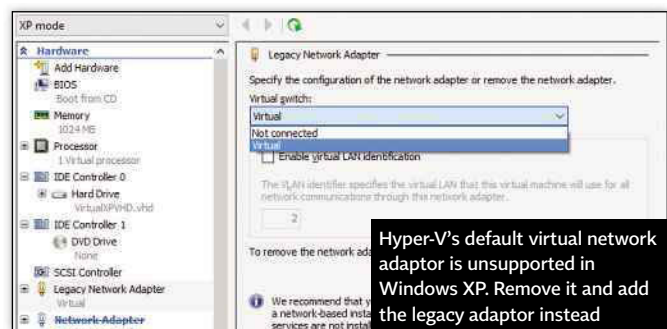 XP mode
Hardware
Add Hardware
BIOS
Boot from CD
Memory
1024 MB
Processor
1 Virtual processor
IDE Controller 0
Hard Drive
VirtualXPVHD.vhd
IDE Controller 1
DVD Drive
None
SCSI Controller
Legacy Network Adapter
Virtual
Network Adapter
Legacy Network Adapter
Specify the configuration of the network adapter or remove the network adapter.
Virtual switch:
Virtual
Not connected
Virtual
Enable virtual LAN identification
The VLAN identifier specifies the virtual LAN that this virtual machine will use for all
network communications through this network adapter.
2
To remove the network ada
We recommend that y
a network-based insta
services are not install
Hyper-V's default virtual network
adaptor is unsupported in
Windows XP. Remove it and add
the legacy adaptor instead